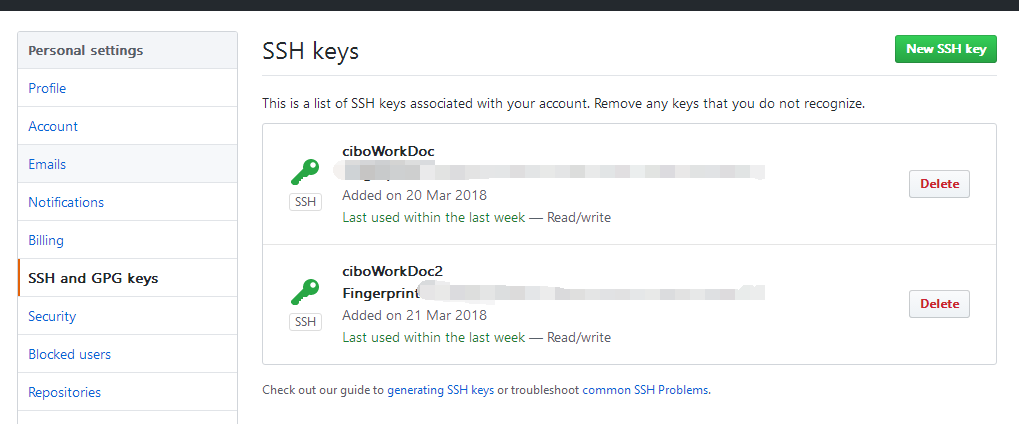 Personal settings
Profile
Account
Emails
Notifications
Billing
SSH and GPG keys
Security
Blocked users
Repositories
SSH keys
New SSH key
This is a list of SSH keys associated with your account. Remove any keys that you do not recognize.
ciboWorkDoc
SSH
Added on 20 Mar 2018
Last used within the last week — Read/write
Delete
ciboWorkDoc2
Fingerprint
SSH
Added on 21 Mar 2018
Last used within the last week — Read/write
Delete
Check out our guide to generating SSH keys or troubleshoot common SSH Problems.